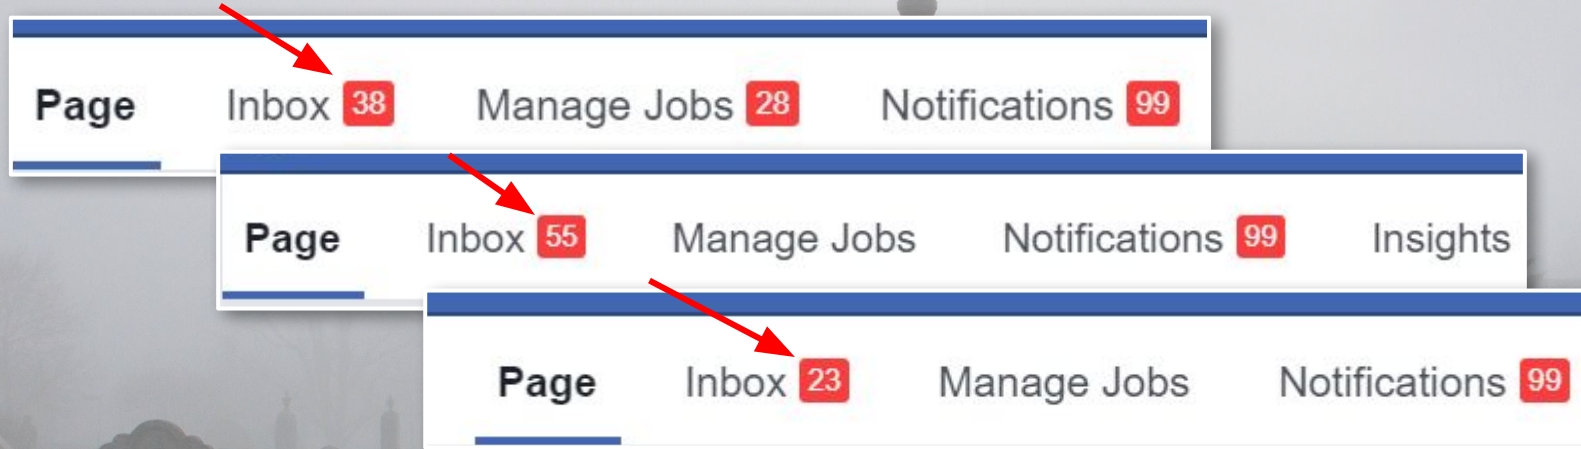 Page Inbox 38 Manage Jobs 28 Notifications 99
Page Inbox 55 Manage Jobs Notifications 99 Insights
Page Inbox 23 Manage Jobs Notifications 99